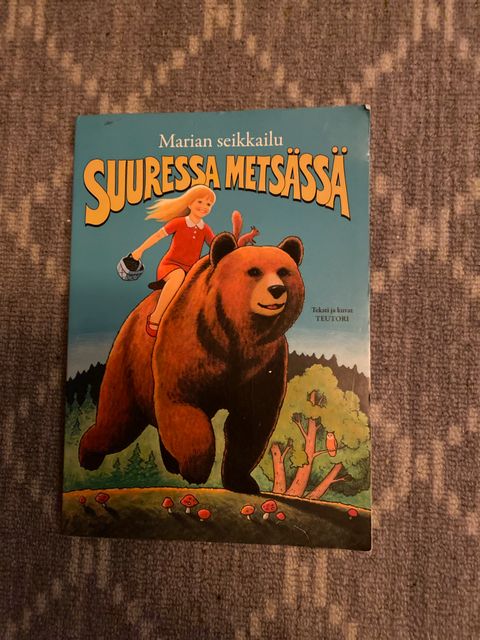 Marian seikkailu
SUURESSA METSÄSSÄ
Teksti ja kuvat
TEUTORI